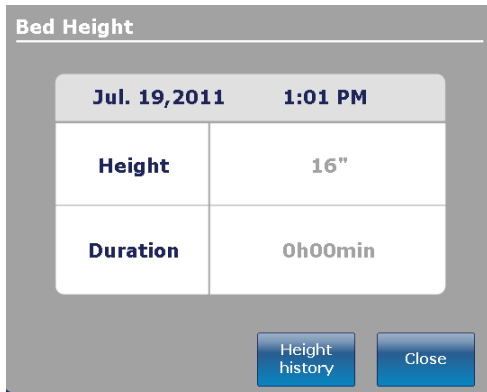 Bed Height
Jul. 19,2011 1:01 PM
Height 16"
Duration 0h00min
Height
history
Close